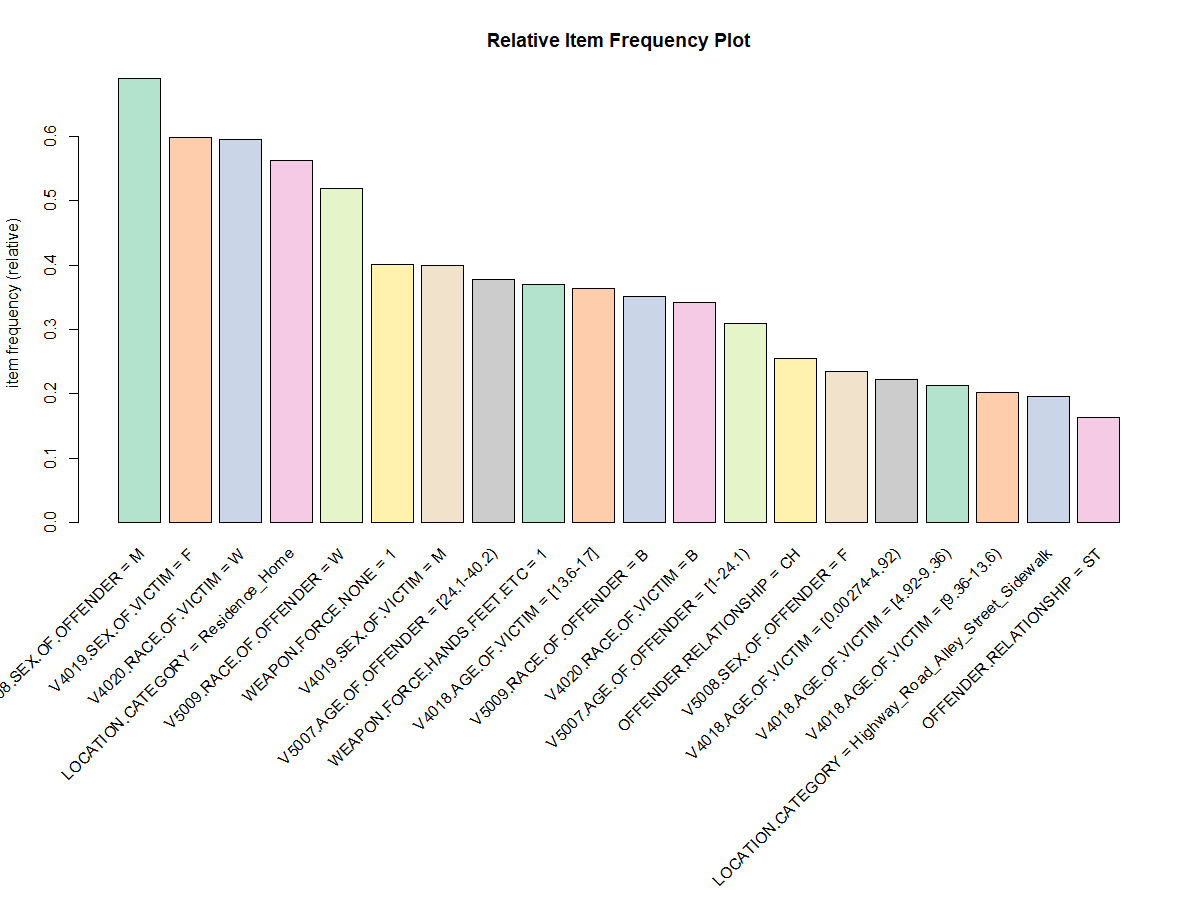 Relative Item Frequency Plot
item frequency (relative)
0.6
0.5
0.4
0.3
0.2
0.1
0.0
08.SEX.OF.OFFENDER = M
V4019.SEX.OF.VICTIM = F
V4020.RACE.OF.VICTIM = W
LOCATION.CATEGORY = Residence_Home
V5009.RACE.OF.OFFENDER = W
WEAPON.FORCE.NONE = 1
V4019.SEX.OF.VICTIM = M
V5007.AGE.OF.OFFENDER = [24.1-40.2)
WEAPON.FORCE.HANDS.FEET.ETC = 1
V4018.AGE.OF.VICTIM = [13.6-17]
V5009.RACE.OF.OFFENDER = B
V4020.RACE.OF.VICTIM = B
V5007.AGE.OF.OFFENDER = [1-24.1)
OFFENDER.RELATIONSHIP = CH
V5008.SEX.OF.OFFENDER = F
V4018.AGE.OF.VICTIM = [0.00274-4.92)
V4018.AGE.OF.VICTIM = [4.92-9.36)
V4018.AGE.OF.VICTIM = [9.36-13.6)
LOCATION.CATEGORY = Highway_Road_Alley_Street_Sidewalk
OFFENDER.RELATIONSHIP = ST